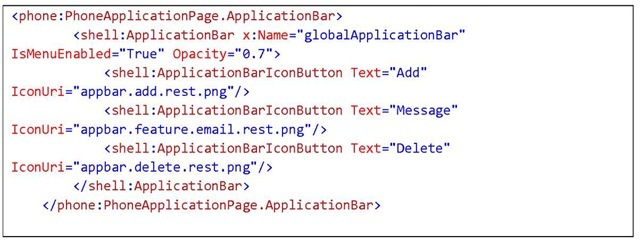 <phone:PhoneApplicationPage.ApplicationBar>
<shell:ApplicationBar x:Name="globalApplicationBar"
IsMenuEnabled="True" Opacity="0.7">
<shell:ApplicationBarIconButton Text="Add"
IconUri="appbar.add.rest.png"/>
<shell:ApplicationBarIconButton Text="Message"
IconUri="appbar.feature.email.rest.png"/>
<shell:ApplicationBarIconButton Text="Delete"
IconUri="appbar.delete.rest.png"/>
</shell:ApplicationBar>
</phone:PhoneApplicationPage.ApplicationBar>